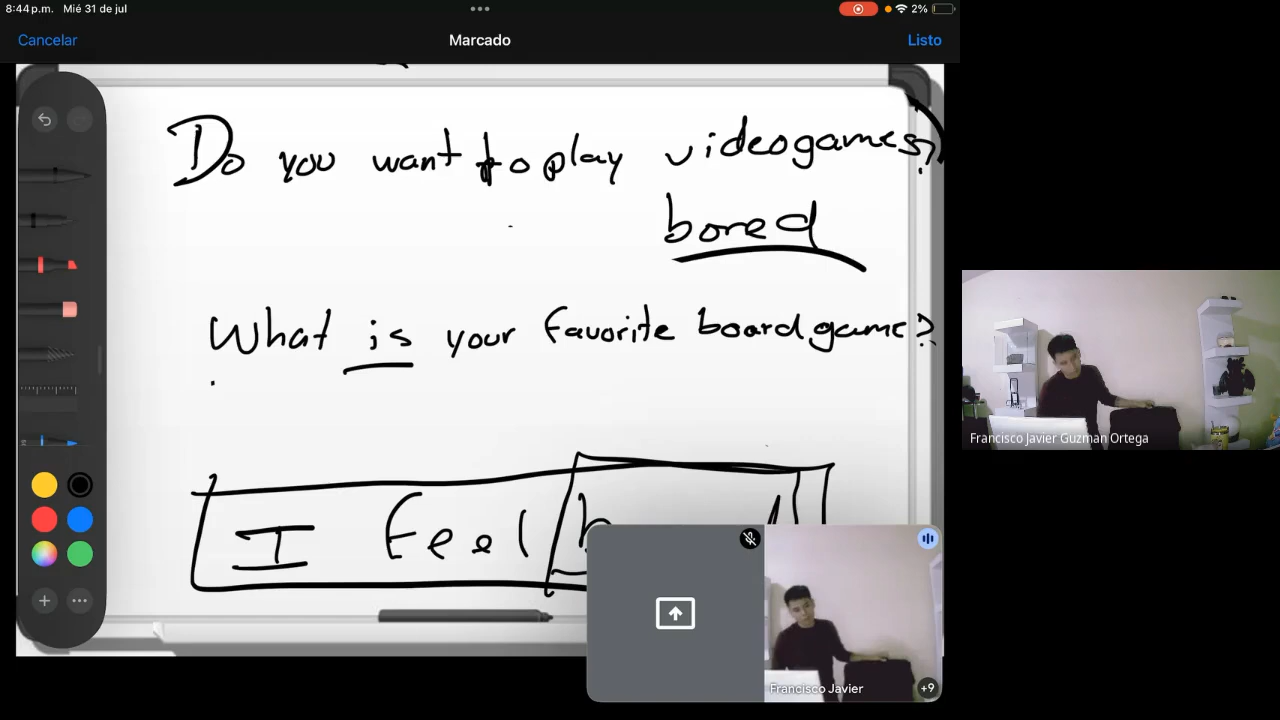 8:44 p.m. Mié 31 de jul
2%
Cancelar
Marcado
Listo
Do you want to play videogames?
bored
What is your favorite boardgame?
I feel
Francisco Javier Guzman Ortega
Francisco Javier
+9